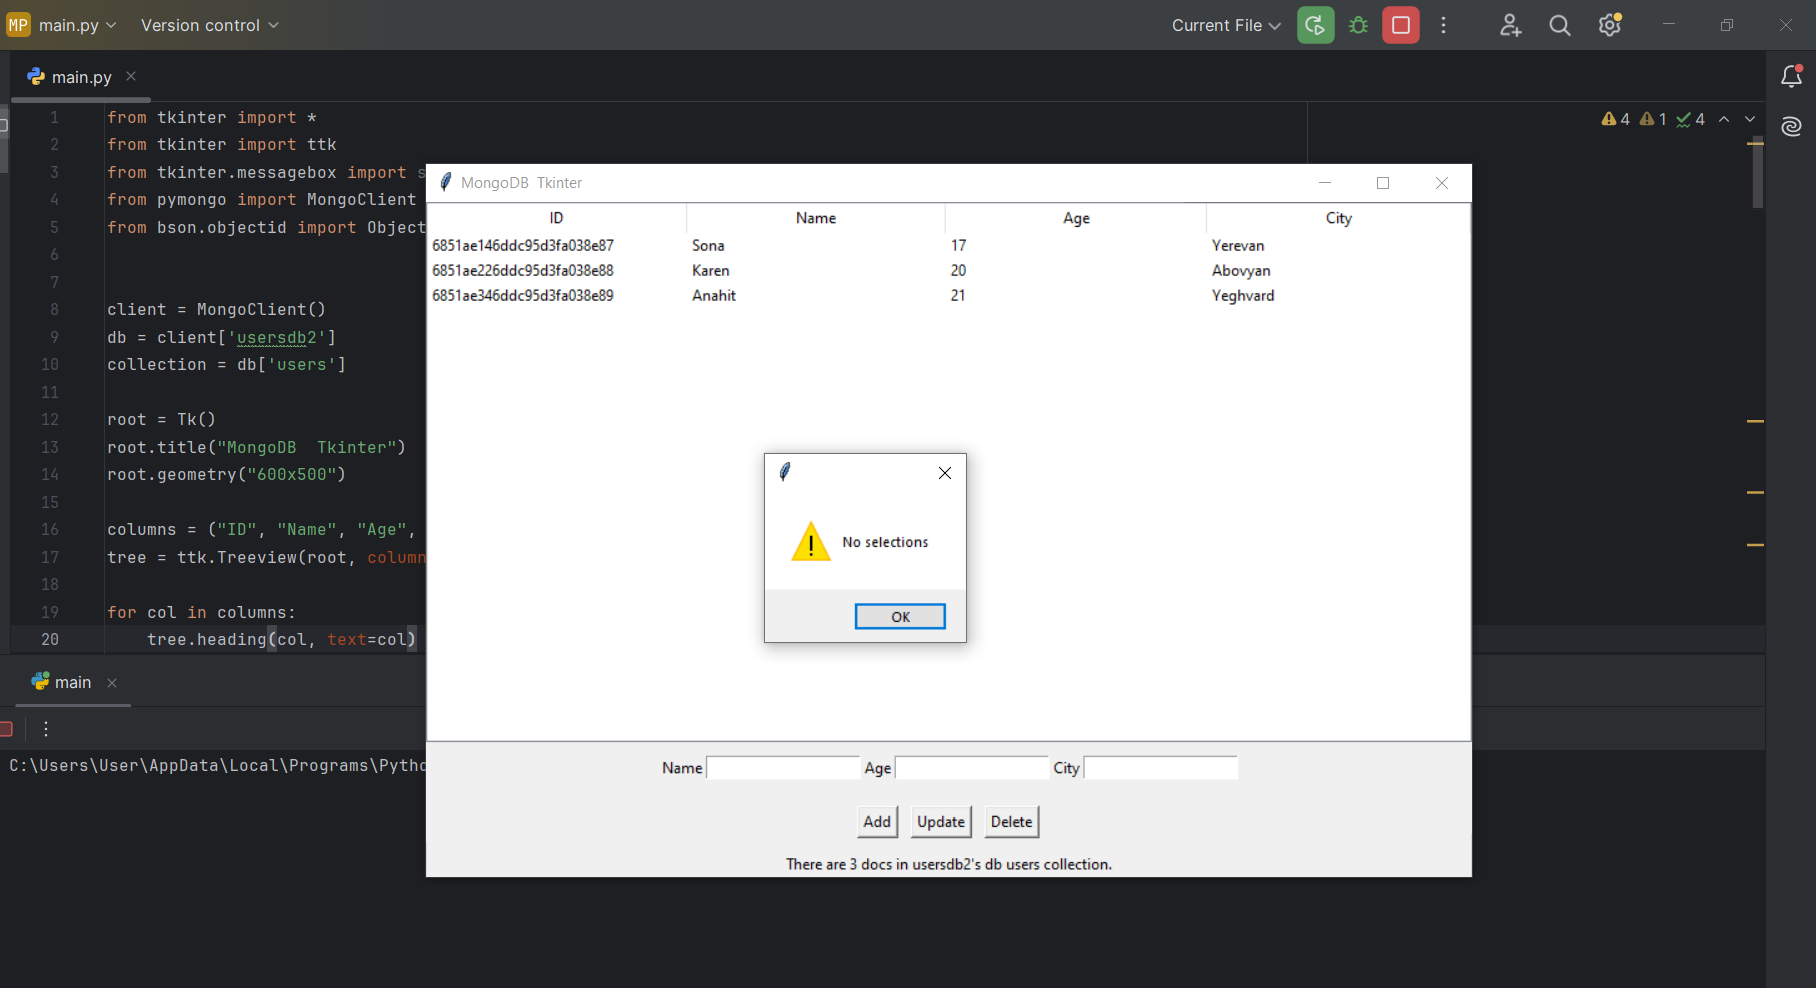 MP main.py Version control Current File
main.py
1 from tkinter import *
2 from tkinter import ttk
3 from tkinter.messagebox import s
4 from pymongo import MongoClient
5 from bson.objectid import Object
6
7
8 client = MongoClient()
9 db = client['usersdb2']
10 collection = db['users']
11
12 root = Tk()
13 root.title("MongoDB  Tkinter")
14 root.geometry("600x500")
15
16 columns = ("ID", "Name", "Age",
17 tree = ttk.Treeview(root, column
18
19 for col in columns:
20 tree.heading(col, text=col)
4 1 4
MongoDB  Tkinter
ID Name Age City
6851ae146ddc95d3fa038e87 Sona 17 Yerevan
6851ae226ddc95d3fa038e88 Karen 20 Abovyan
6851ae346ddc95d3fa038e89 Anahit 21 Yeghvard
No selections
OK
Name Age City
Add Update Delete
There are 3 docs in usersdb2's db users collection.
main
C:\Users\User\AppData\Local\Programs\Pytho